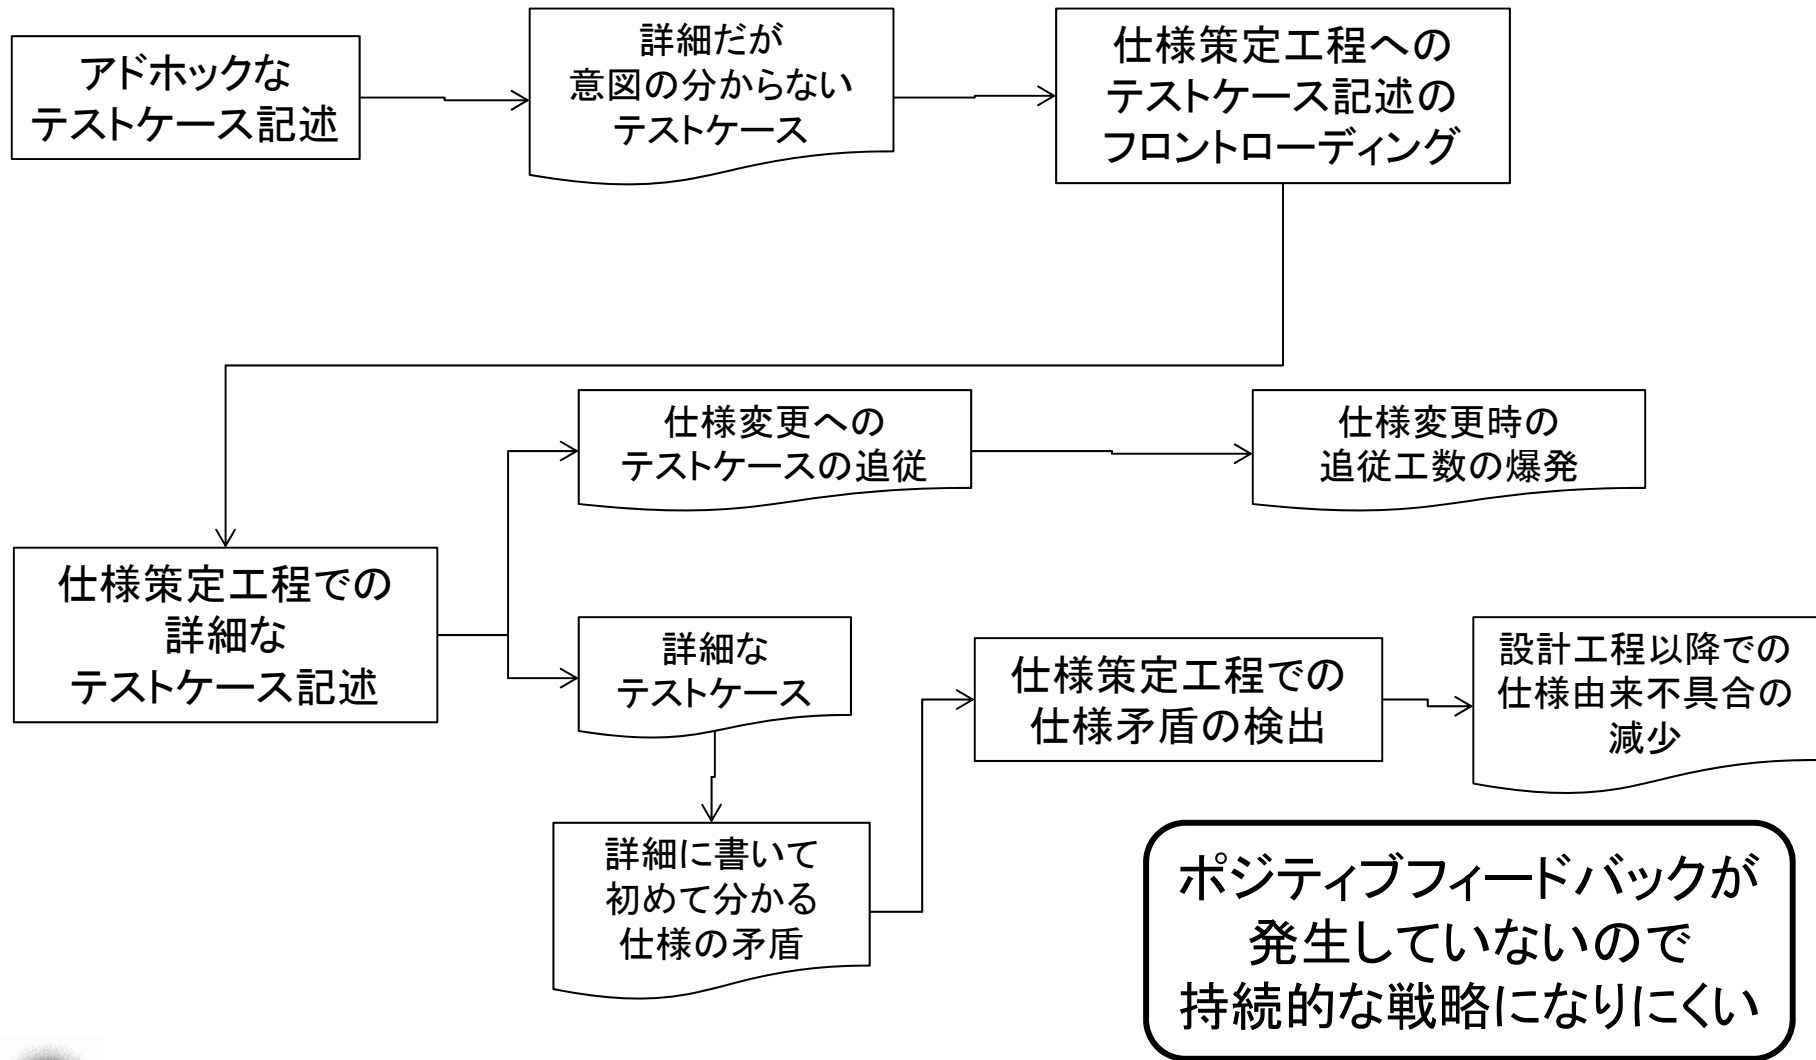 アドホックな
テストケース記述
詳細だが
意図の分からない
テストケース
仕様策定工程への
テストケース記述の
フロントローディング
仕様変更への
テストケースの追従
仕様変更時の
追従工数の爆発
仕様策定工程での
詳細な
テストケース記述
詳細な
テストケース
仕様策定工程での
仕様矛盾の検出
設計工程以降での
仕様由来不具合の
減少
詳細に書いて
初めて分かる
仕様の矛盾
ポジティブフィードバックが
発生していないので
持続的な戦略になりにくい